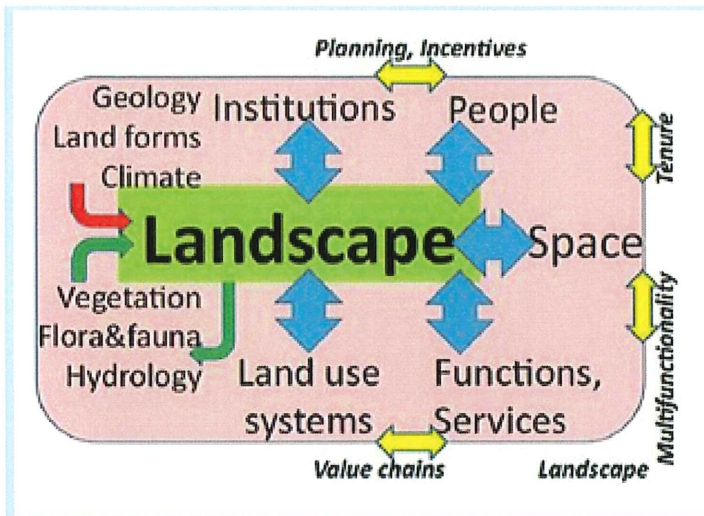 Planning, Incentives
Geology
Land forms
Climate
Institutions
People
Tenure
Landscape
Space
Vegetation
Flora&fauna
Hydrology
Land use
systems
Functions,
Services
Multifunctionality
Value chains
Landscape